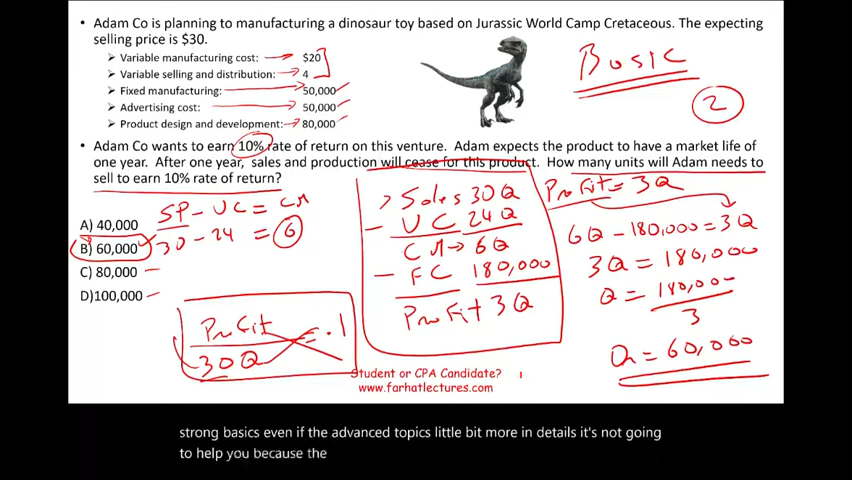 • Adam Co is planning to manufacturing a dinosaur toy based on Jurassic World Camp Cretaceous. The expecting
selling price is $30.
➤ Variable manufacturing cost: $20
➤ Variable selling and distribution: 4
➤ Fixed manufacturing: 50,000
➤ Advertising cost: 50,000
➤ Product design and development: 80,000
Basic
2
• Adam Co wants to earn 10% rate of return on this venture. Adam expects the product to have a market life of
one year. After one year, sales and production will cease for this product. How many units will Adam needs to
sell to earn 10% rate of return?
A) 40,000
B) 60,000
C) 80,000
D)100,000
SP - VC = CM
30 - 24 = 6
Sales 30Q
- VC 24Q
CM → 6Q
- FC 180,000
Profit 3Q
Profit = 3Q
6Q - 180,000 = 3Q
3Q = 180,000
Q = 180,000
3
Q = 60,000
Profit = .1
30Q
Student or CPA Candidate?
www.farhatlectures.com
strong basics even if the advanced topics little bit more in details it's not going
to help you because the